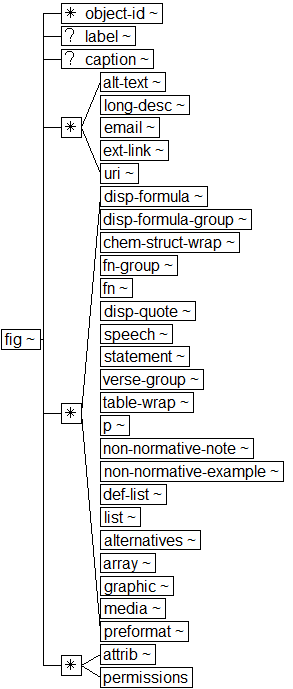 * object-id ~
? label ~
? caption ~
alt-text ~
long-desc ~
email ~
* ext-link ~
uri ~
disp-formula ~
disp-formula-group ~
chem-struct-wrap ~
fn-group ~
fn ~
disp-quote ~
speech ~
fig ~
statement ~
verse-group ~
table-wrap ~
* p ~
non-normative-note ~
non-normative-example ~
def-list ~
list ~
alternatives ~
array ~
graphic ~
media ~
preformat ~
attrib ~
* permissions